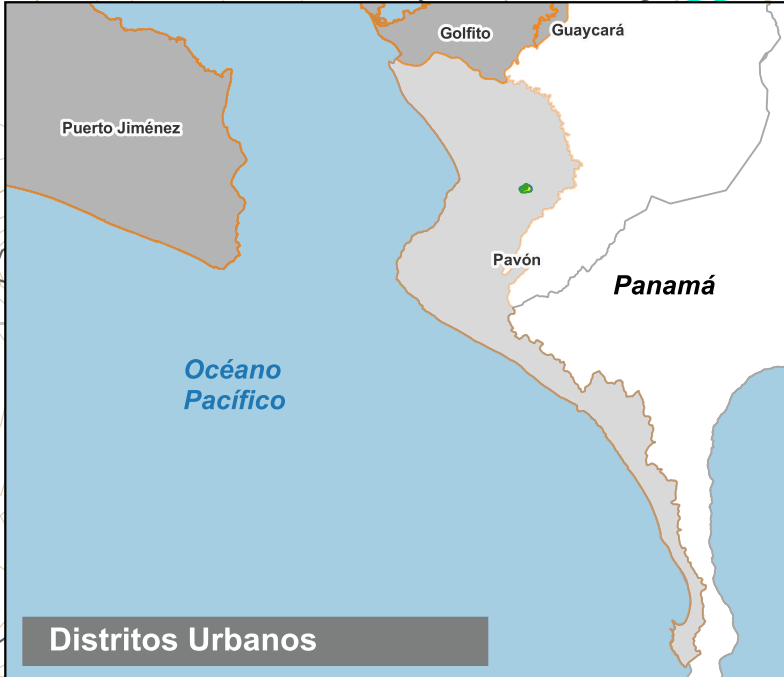 Golfito
Guaycará
Puerto Jiménez
Pavón
Panamá
Océano
Pacífico
Distritos Urbanos